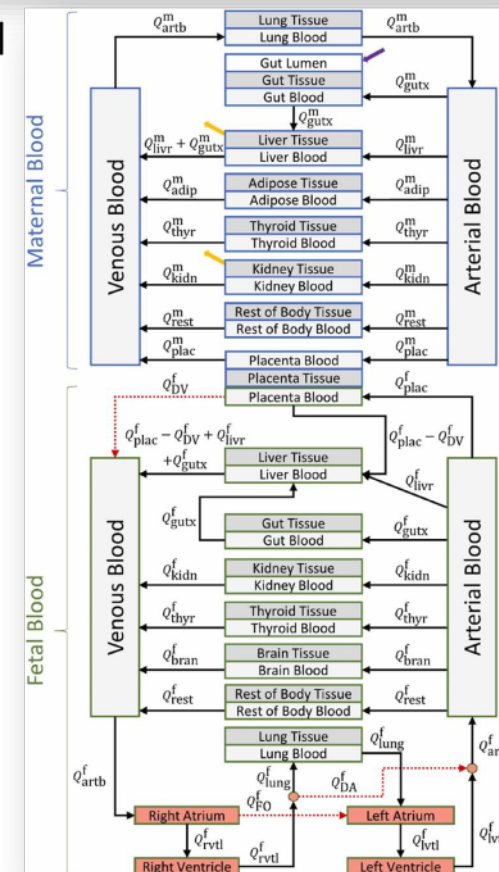 Q^m_artb
Lung Tissue
Q^m_artb
Lung Blood
Gut Lumen
Gut Tissue
Gut Blood
Q^m_gutx
Q^m_gutx
Q^m_livr + Q^m_gutx
Liver Tissue
Q^m_livr
Liver Blood
Q^m_adip
Adipose Tissue
Q^m_adip
Adipose Blood
Q^m_thyr
Thyroid Tissue
Q^m_thyr
Thyroid Blood
Q^m_kidn
Kidney Tissue
Q^m_kidn
Kidney Blood
Q^m_rest
Rest of Body Tissue
Q^m_rest
Rest of Body Blood
Q^m_plac
Q^m_plac
Placenta Blood
Maternal Blood
Venous Blood
Arterial Blood
Placenta Tissue
Q^f_DV
Placenta Blood
Q^f_plac
Q^f_plac − Q^f_DV + Q^f_livr
+Q^f_gutx
Q^f_plac − Q^f_DV
Liver Tissue
Liver Blood
Q^f_livr
Q^f_gutx
Gut Tissue
Q^f_gutx
Gut Blood
Q^f_kidn
Kidney Tissue
Q^f_kidn
Kidney Blood
Q^f_thyr
Thyroid Tissue
Q^f_thyr
Thyroid Blood
Q^f_bran
Brain Tissue
Q^f_bran
Brain Blood
Q^f_rest
Rest of Body Tissue
Q^f_rest
Rest of Body Blood
Fetal Blood
Venous Blood
Arterial Blood
Lung Tissue
Lung Blood
Q^f_lung
Q^f_artb
Q^f_lung
Q^f_DA
Q^f_FO
Right Atrium
Left Atrium
Q^f_rvtl
Q^f_rvtl
Q^f_lvtl
Right Ventricle
Left Ventricle